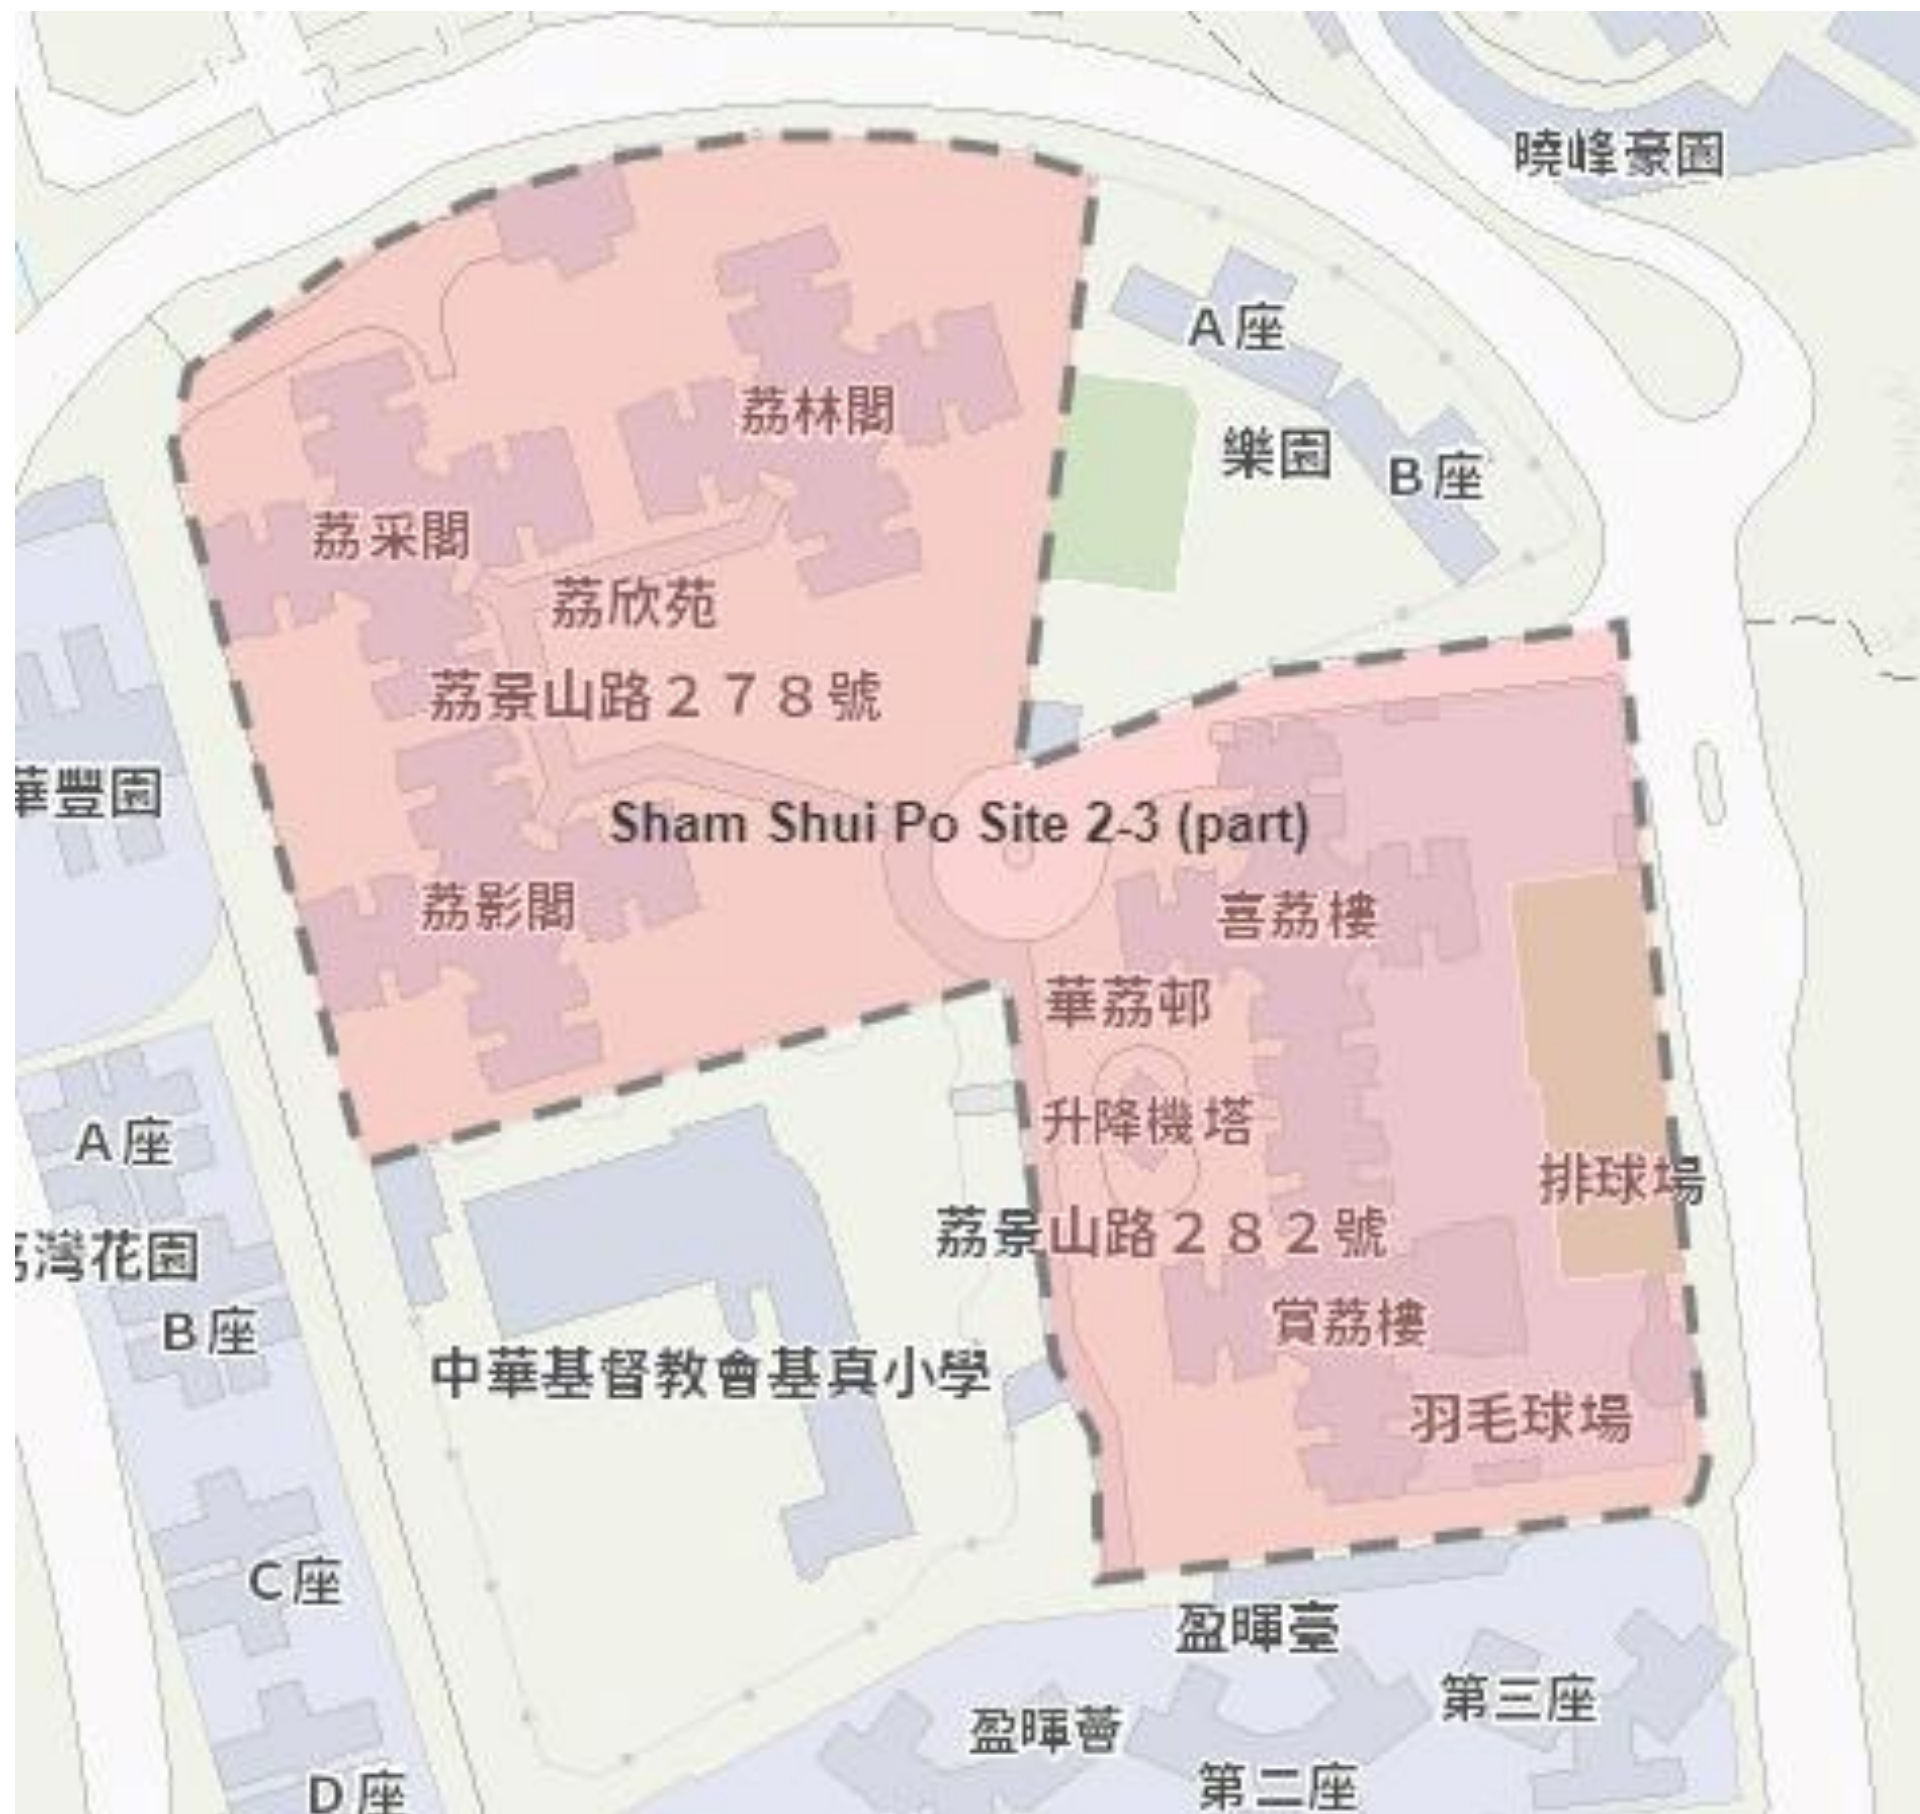 曉峰豪園
A座
荔林閣
樂園
B座
荔采閣
荔欣苑
荔景山路２７８號
華豐園
Sham Shui Po Site 2-3 (part)
荔影閣
喜荔樓
華荔邨
升降機塔
A座
排球場
荔景山路２８２號
灣花園
B座
賞荔樓
中華基督教會基真小學
羽毛球場
C座
盈暉臺
第三座
盈暉薈
第二座
D座